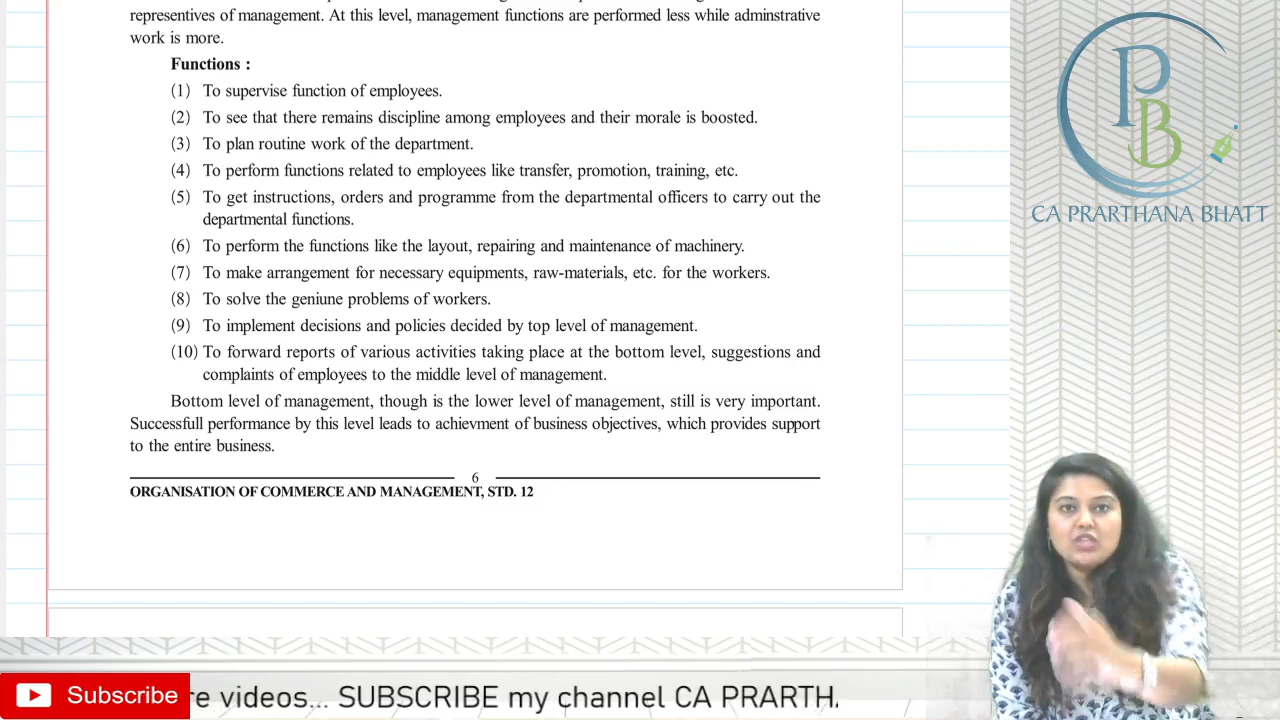 representives of management. At this level, management functions are performed less while adminstrative
work is more.
Functions :
(1) To supervise function of employees.
(2) To see that there remains discipline among employees and their morale is boosted.
(3) To plan routine work of the department.
(4) To perform functions related to employees like transfer, promotion, training, etc.
(5) To get instructions, orders and programme from the departmental officers to carry out the
departmental functions.
(6) To perform the functions like the layout, repairing and maintenance of machinery.
(7) To make arrangement for necessary equipments, raw-materials, etc. for the workers.
(8) To solve the geniune problems of workers.
(9) To implement decisions and policies decided by top level of management.
(10) To forward reports of various activities taking place at the bottom level, suggestions and
complaints of employees to the middle level of management.
Bottom level of management, though is the lower level of management, still is very important.
Successfull performance by this level leads to achievment of business objectives, which provides support
to the entire business.
6
ORGANISATION OF COMMERCE AND MANAGEMENT, STD. 12
PB
CA PRARTHANA BHATT
Subscribe
re videos... SUBSCRIBE my channel CA PRARTH